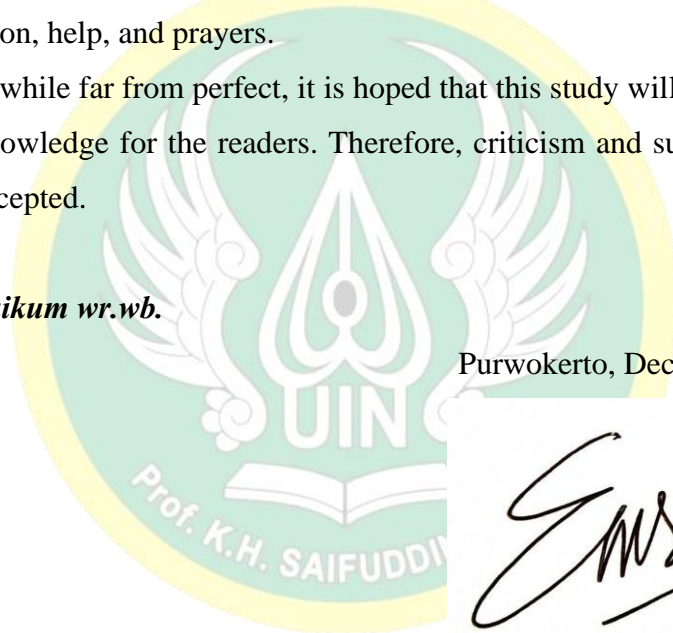 on, help, and prayers.
while far from perfect, it is hoped that this study will
owledge for the readers. Therefore, criticism and su
cepted.
ikum wr.wb.
Purwokerto, Dec
UIN
Prof. K.H. SAIFUDDI